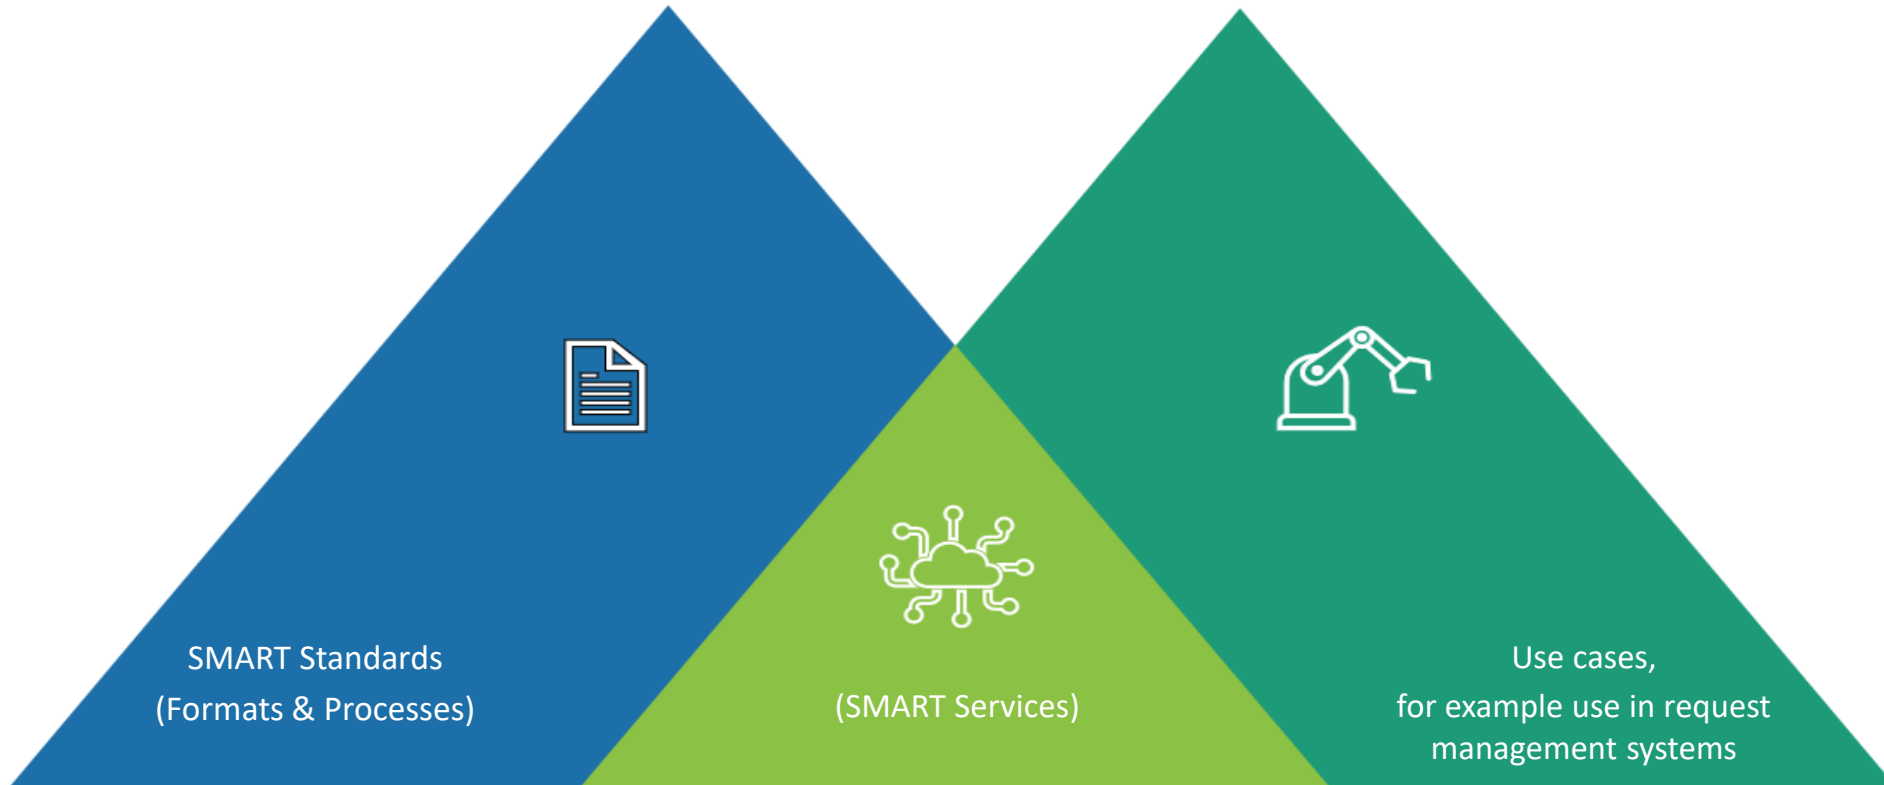 SMART Standards
(Formats & Processes)
(SMART Services)
Use cases,
for example use in request
management systems